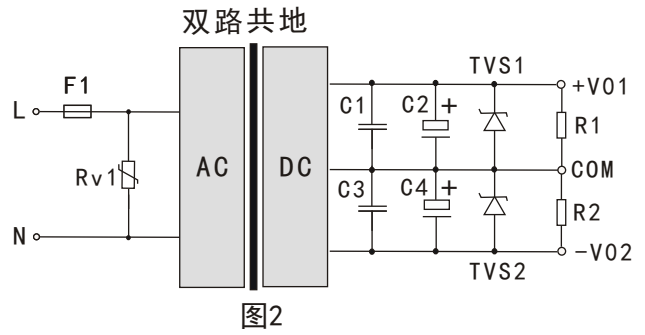 双路共地
F1
L
Rv1
N
AC
DC
C1
C2
+
TVS1
+VO1
R1
COM
C3
C4
+
R2
-VO2
TVS2
图2